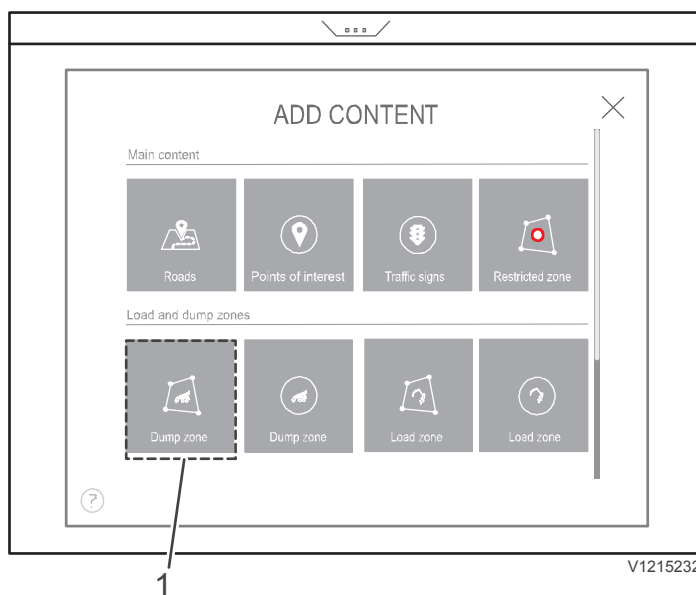 ADD CONTENT
Main content
Roads
Points of interest
Traffic signs
Restricted zone
Load and dump zones
Dump zone
Dump zone
Load zone
Load zone
?
V1215232
1